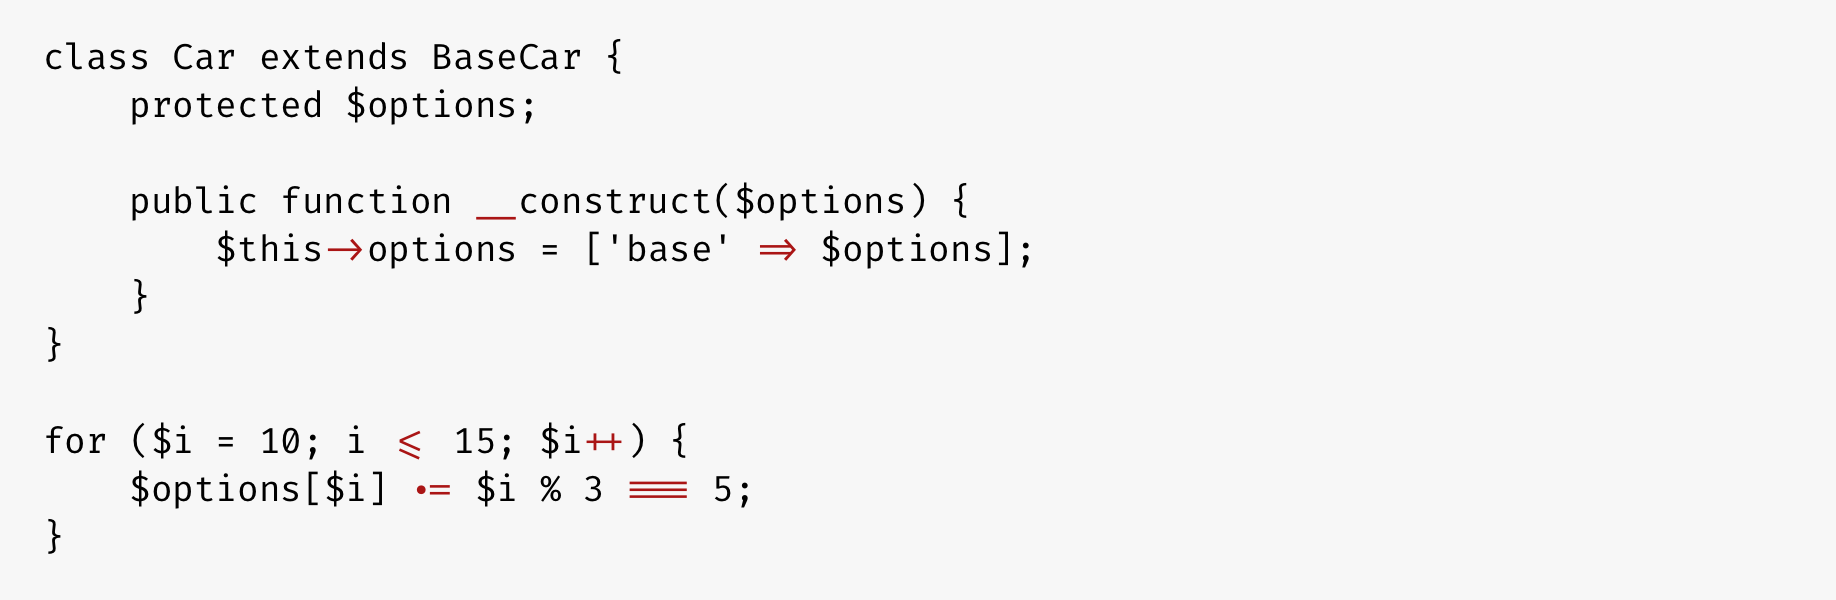 class Car extends BaseCar {
    protected $options;

    public function __construct($options) {
        $this->options = ['base' => $options];
    }
}

for ($i = 10; i <= 15; $i++) {
    $options[$i] .= $i % 3 === 5;
}